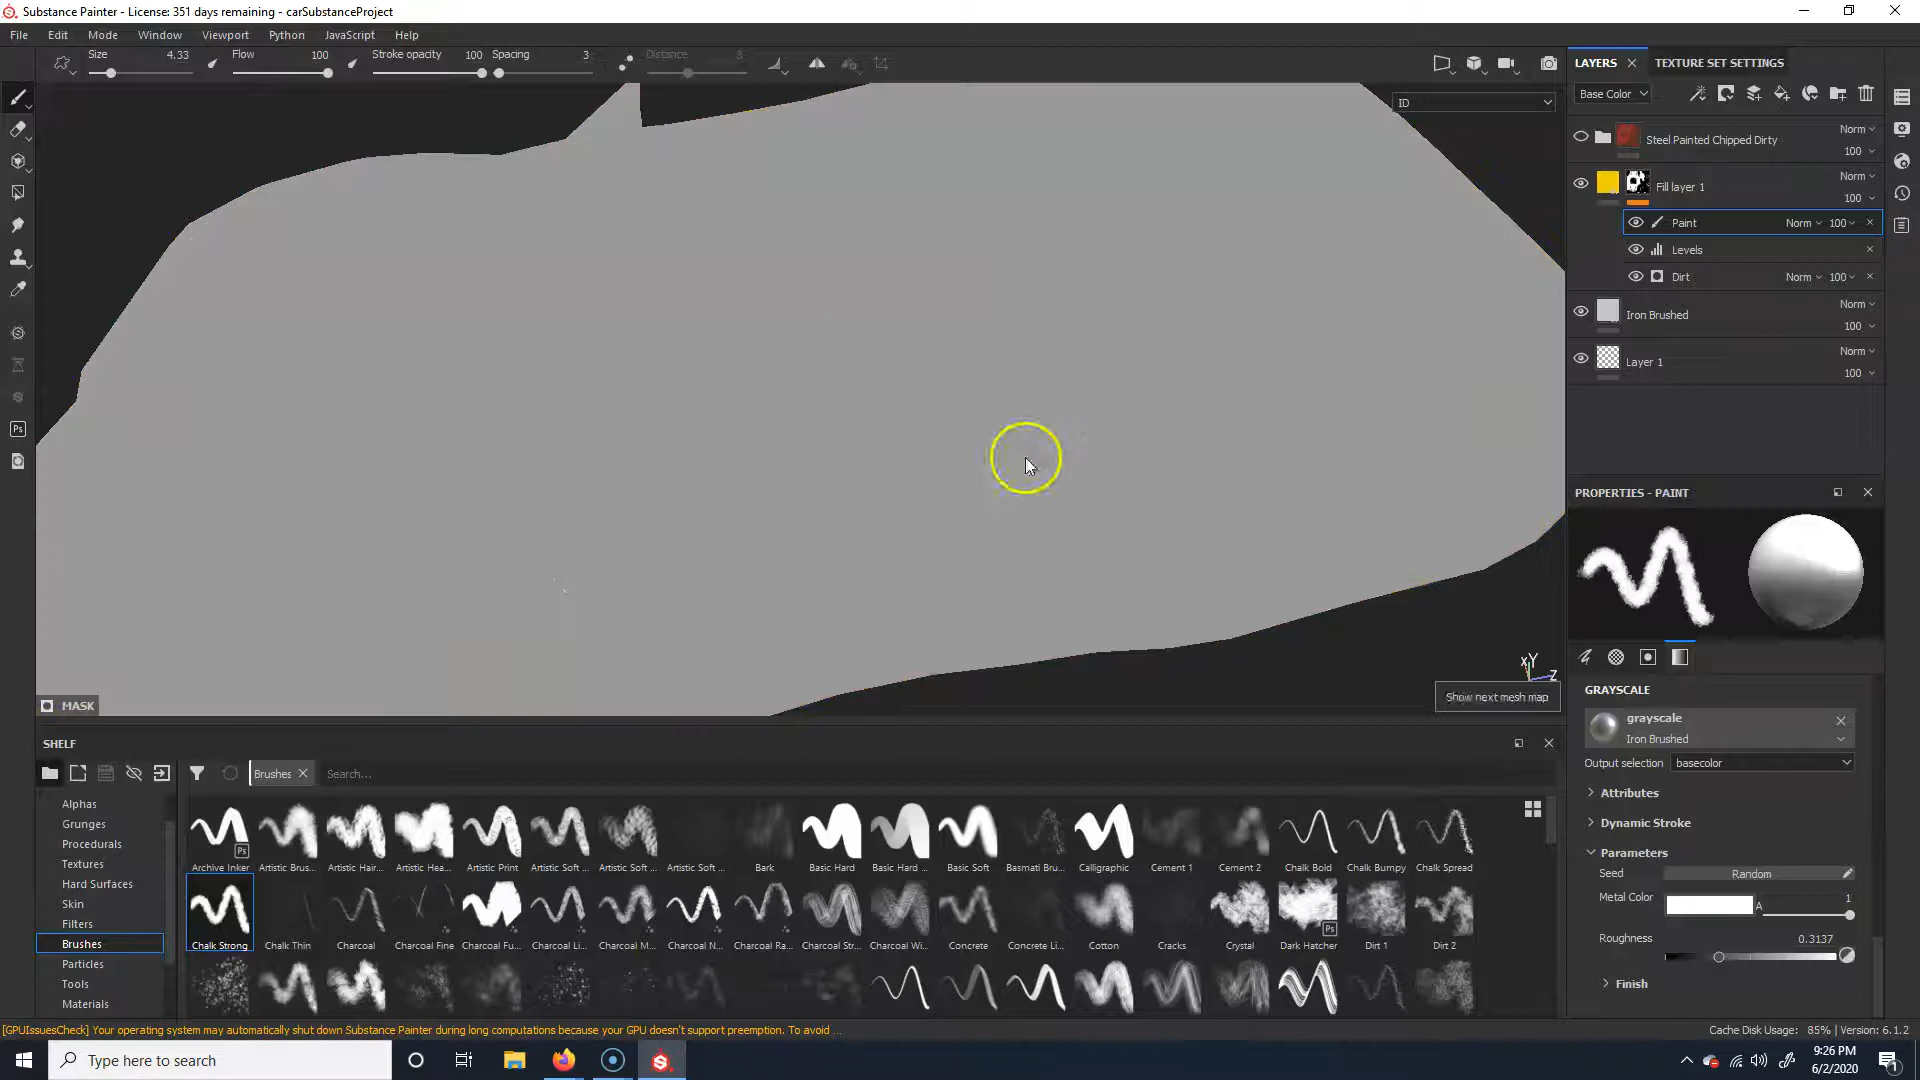 Substance Painter - License: 351 days remaining - carSubstanceProject
File Edit Mode Window Viewport Python JavaScript Help
Size 4.33 Flow 100 Stroke opacity 100 Spacing 3 Distance 8
ID
LAYERS TEXTURE SET SETTINGS
Base Color
Steel Painted Chipped Dirty Norm 100
Fill layer 1 Norm 100
Paint Norm 100
Levels
Dirt Norm 100
Iron Brushed Norm 100
Layer 1 Norm 100
Ps
MASK
XY
Z
Show next mesh map
PROPERTIES - PAINT
GRAYSCALE
grayscale
Iron Brushed
Output selection basecolor
Attributes
Dynamic Stroke
Parameters
Seed Random
Metal Color A 1
Roughness 0.3137
Finish
SHELF
Brushes Search...
Alphas
Grunges
Procedurals
Textures
Hard Surfaces
Skin
Filters
Brushes
Particles
Tools
Materials
Ps
Archive Inker Artistic Brus... Artistic Hair... Artistic Hea... Artistic Print Artistic Soft ... Artistic Soft ... Artistic Soft ... Bark Basic Hard Basic Hard ... Basic Soft Basmati Bru... Calligraphic Cement 1 Cement 2 Chalk Bold Chalk Bumpy Chalk Spread
Ps
Chalk Strong Chalk Thin Charcoal Charcoal Fine Charcoal Fu... Charcoal Li... Charcoal M... Charcoal N... Charcoal Ra... Charcoal Str... Charcoal Wi... Concrete Concrete Li... Cotton Cracks Crystal Dark Hatcher Dirt 1 Dirt 2
[GPUIssuesCheck] Your operating system may automatically shut down Substance Painter during long computations because your GPU doesn't support preemption. To avoid ...
Cache Disk Usage: 85% | Version: 6.1.2
Type here to search
9:26 PM
6/2/2020
1